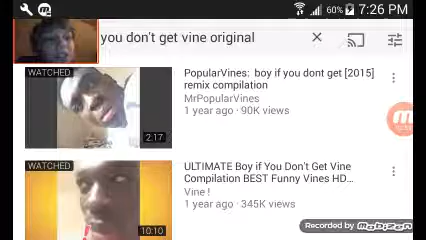 60% 7:26 PM
you don't get vine original
WATCHED
PopularVines: boy if you dont get [2015]
remix compilation
MrPopularVines
1 year ago · 90K views
2:17
WATCHED
ULTIMATE Boy if You Don't Get Vine
Compilation BEST Funny Vines HD...
Vine !
1 year ago · 345K views
10:10
Recorded by Mobizen